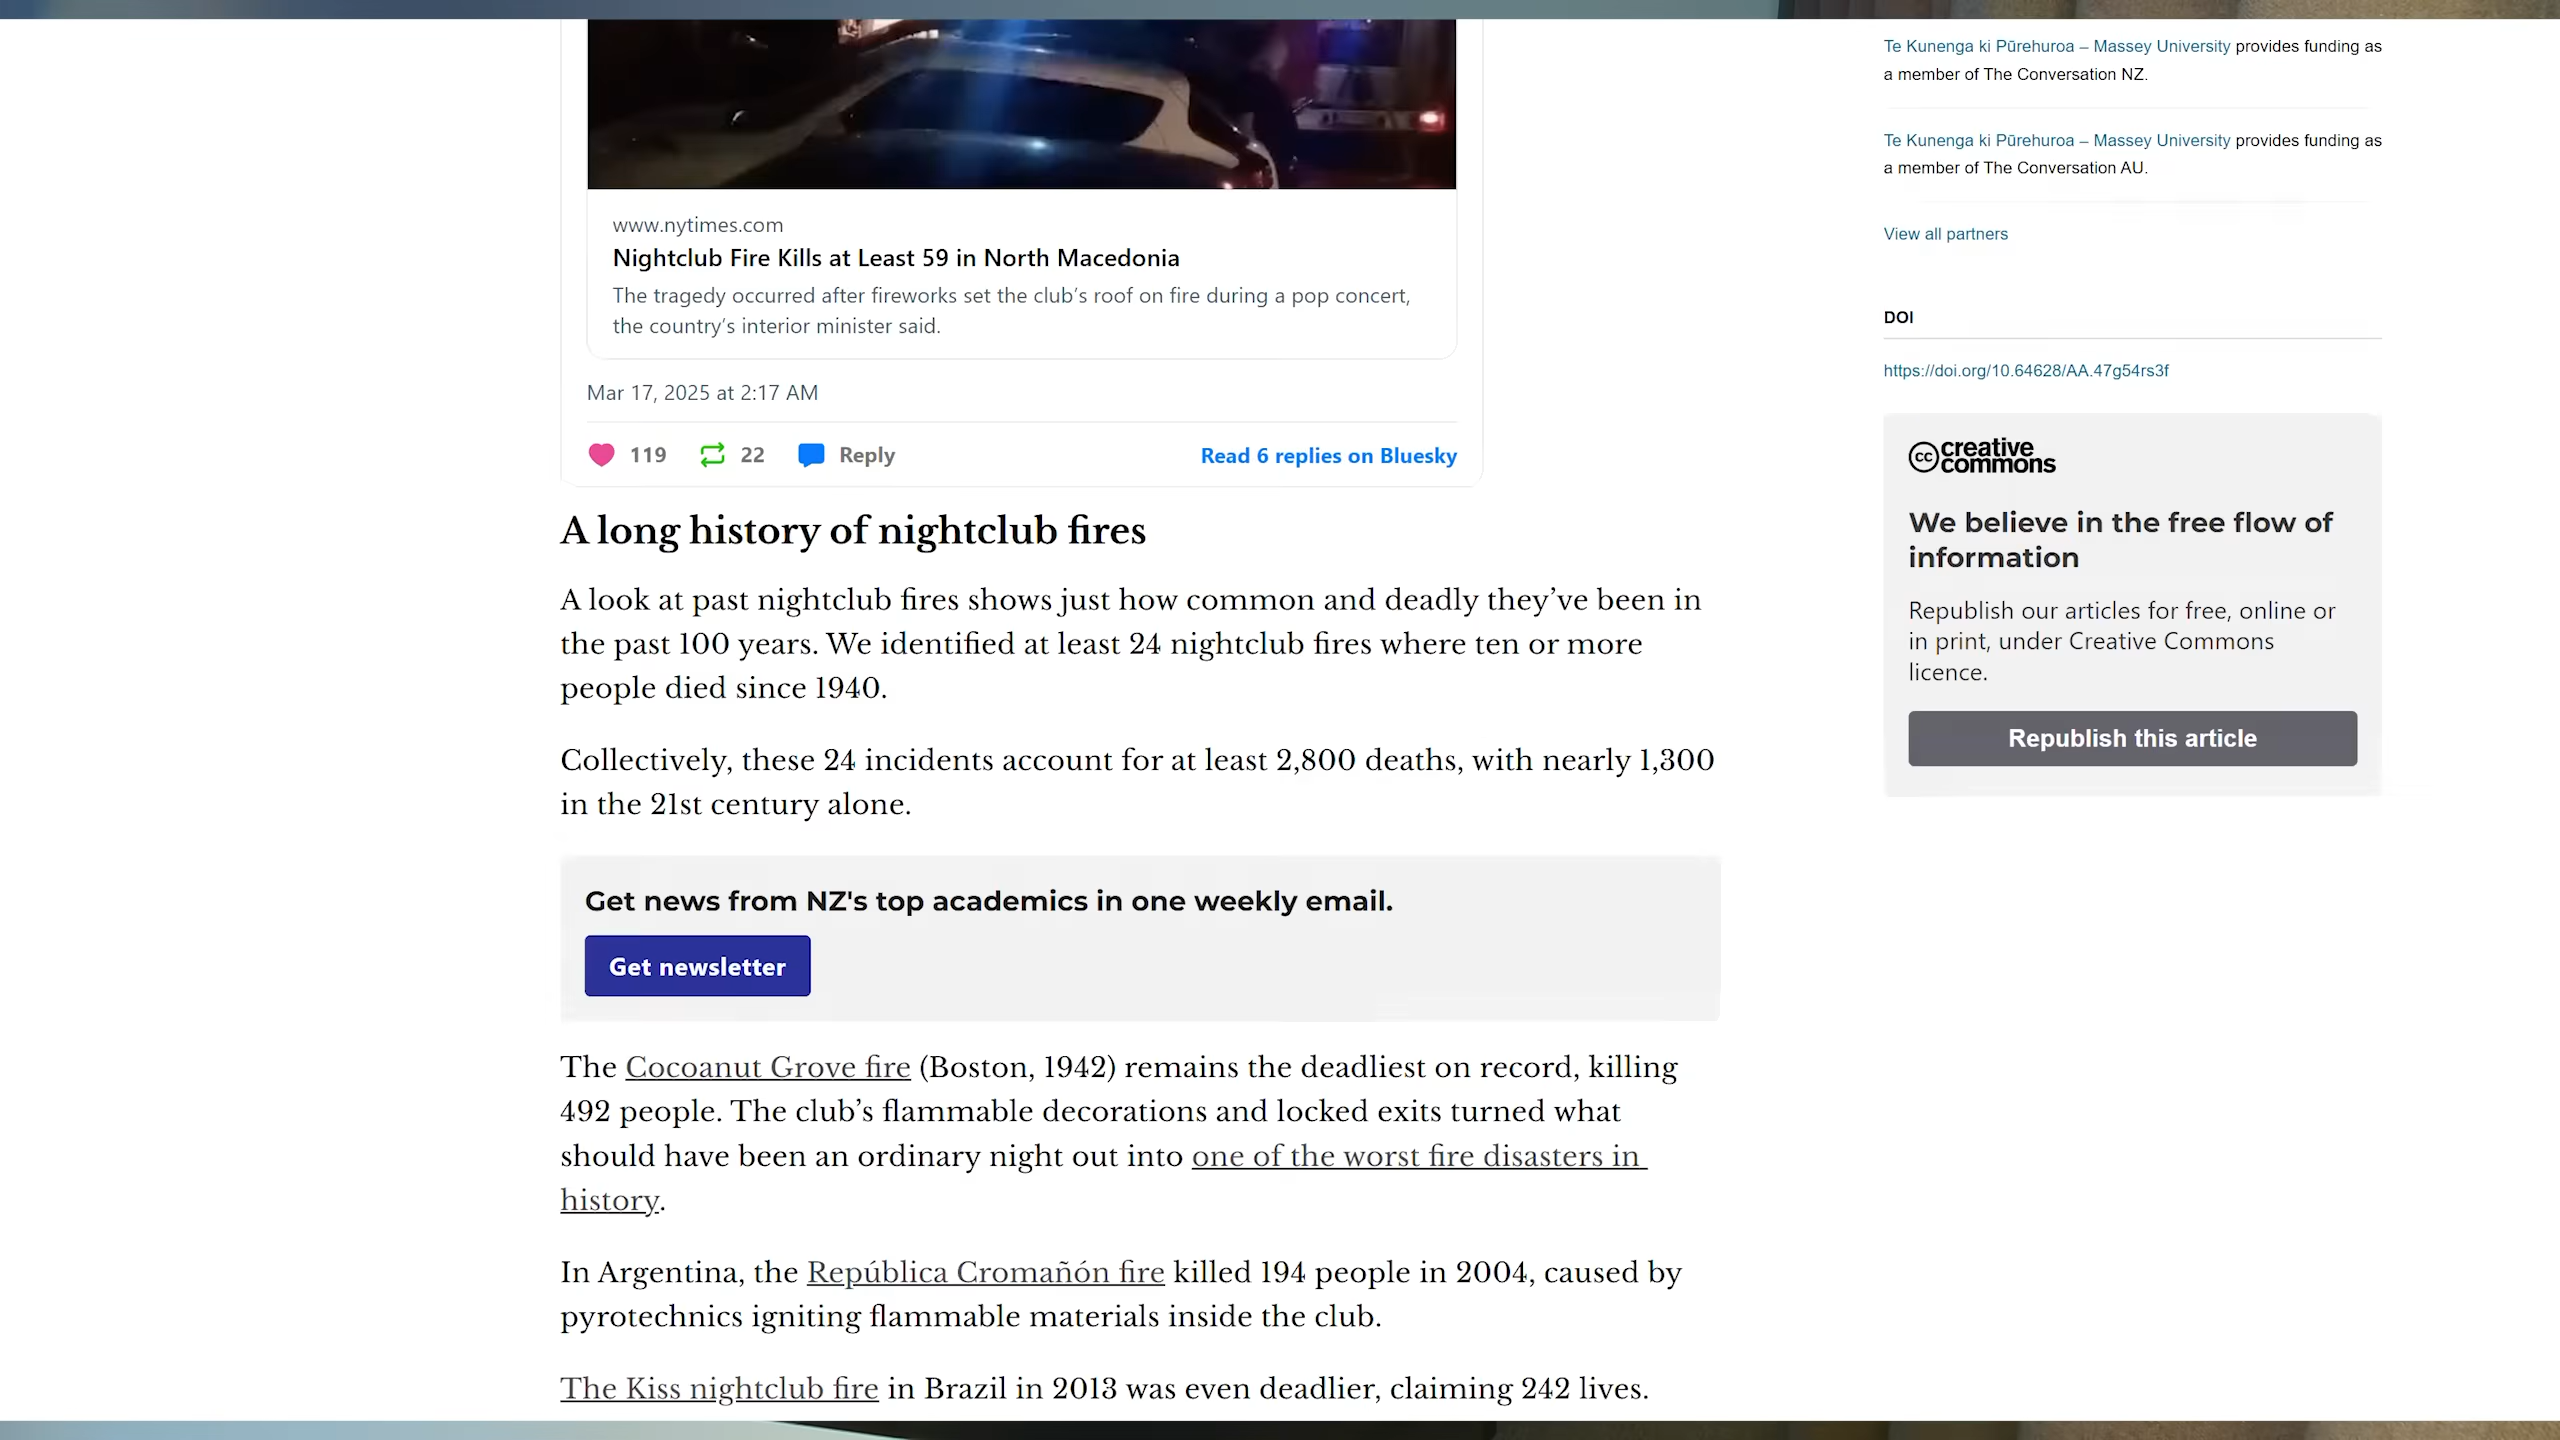 www.nytimes.com
Nightclub Fire Kills at Least 59 in North Macedonia
The tragedy occurred after fireworks set the club’s roof on fire during a pop concert,
the country’s interior minister said.
Mar 17, 2025 at 2:17 AM
119 22 Reply Read 6 replies on Bluesky
A long history of nightclub fires
A look at past nightclub fires shows just how common and deadly they’ve been in
the past 100 years. We identified at least 24 nightclub fires where ten or more
people died since 1940.
Collectively, these 24 incidents account for at least 2,800 deaths, with nearly 1,300
in the 21st century alone.
Get news from NZ's top academics in one weekly email.
Get newsletter
The Cocoanut Grove fire (Boston, 1942) remains the deadliest on record, killing
492 people. The club’s flammable decorations and locked exits turned what
should have been an ordinary night out into one of the worst fire disasters in
history.
In Argentina, the República Cromañón fire killed 194 people in 2004, caused by
pyrotechnics igniting flammable materials inside the club.
The Kiss nightclub fire in Brazil in 2013 was even deadlier, claiming 242 lives.
Te Kunenga ki Pūrehuroa – Massey University provides funding as
a member of The Conversation NZ.
Te Kunenga ki Pūrehuroa – Massey University provides funding as
a member of The Conversation AU.
View all partners
DOI
https://doi.org/10.64628/AA.47g54rs3f
cc creative
commons
We believe in the free flow of
information
Republish our articles for free, online or
in print, under Creative Commons
licence.
Republish this article